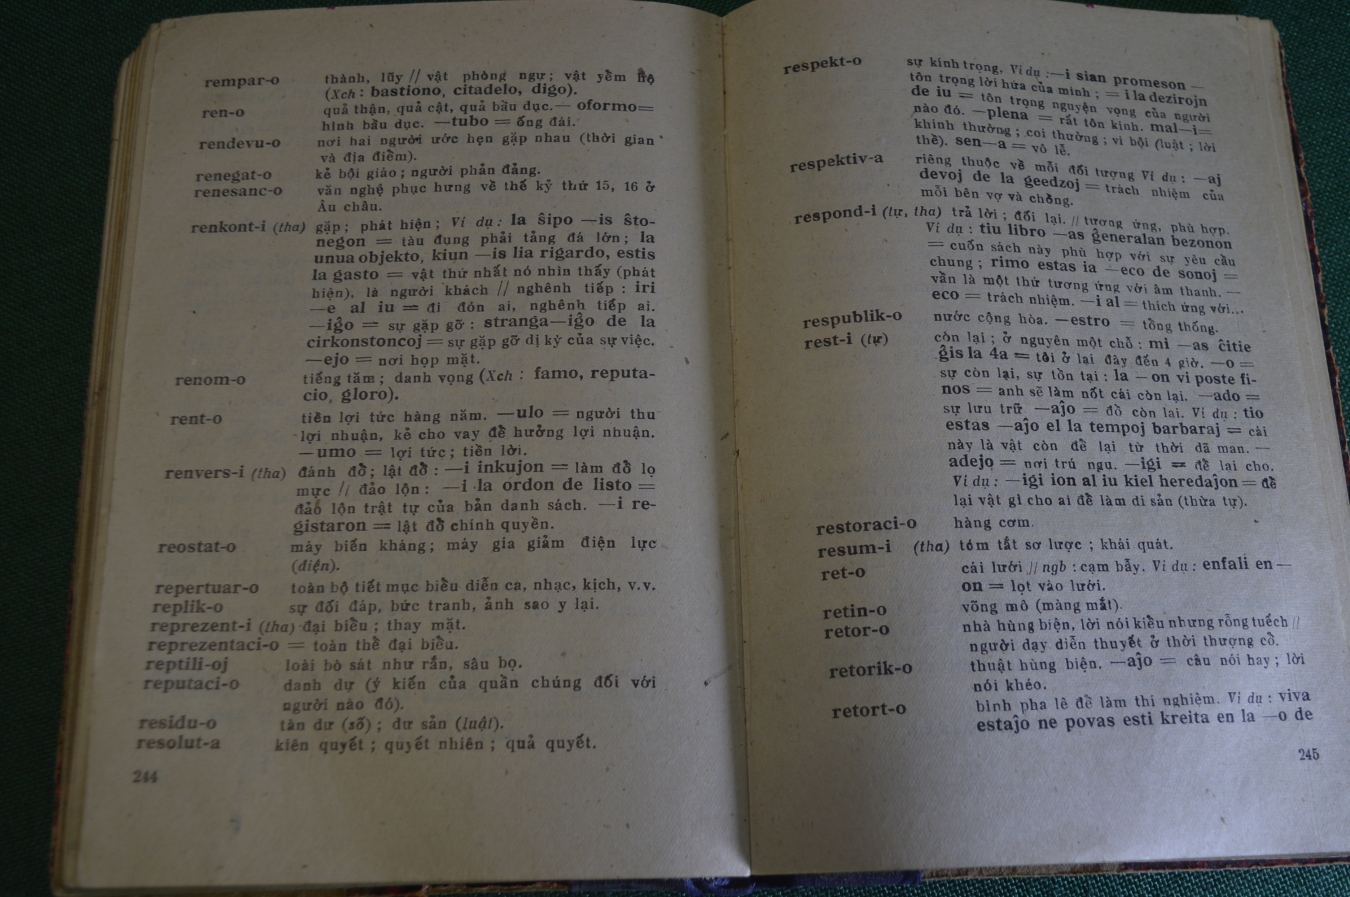 rempar-o thành, lũy // vật phòng ngự ; vật yểm hộ
(Xch : bastiono, citadelo, digo).
ren-o quả thận, quả cật, quả bầu dục.— oformo=
hình bầu dục. —tubo = ống đái.
rendevu-o nơi hai người ước hẹn gặp nhau (thời gian
và địa điểm).
renegat-o kẻ bội giáo ; người phản đảng.
renesanc-o văn nghệ phục hưng về thế kỷ thứ 15, 16 ở
Âu châu.
renkont-i (tha) gặp ; phát hiện ; Ví dụ : la ŝipo —is ŝto-
negon = tàu đụng phải tảng đá lớn ; la
unua objekto, kiun —is lia rigardo, estis
la gasto = vật thứ nhất nó nhìn thấy (phát
hiện), là người khách // nghênh tiếp : iri
—e al iu = đi đón ai, nghênh tiếp ai.
—iĝo = sự gặp gỡ : stranga—iĝo de la
cirkonstoncoj = sự gặp gỡ dị kỳ của sự việc.
—ejo = nơi họp mặt.
renom-o tiếng tăm ; danh vọng (Xch : famo, reputa-
cio, gloro).
rent-o tiền lợi tức hàng năm. —ulo = người thu
lợi nhuận, kẻ cho vay để hưởng lợi nhuận.
—umo = lợi tức ; tiền lời.
renvers-i (tha) đánh đổ ; lật đổ : —i inkujon = làm đổ lọ
mực // đảo lộn : —i la ordon de listo =
đảo lộn trật tự của bản danh sách. —i re-
gistaron = lật đổ chính quyền.
reostat-o máy biến kháng ; máy gia giảm điện lực
(điện).
repertuar-o toàn bộ tiết mục biểu diễn ca, nhạc, kịch, v.v.
replik-o sự đối đáp, bức tranh, ảnh sao y lại.
reprezent-i (tha) đại biểu ; thay mặt.
reprezentaci-o = toàn thể đại biểu.
reptili-oj loài bò sát như rắn, sâu bọ.
reputaci-o danh dự (ý kiến của quần chúng đối với
người nào đó).
residu-o tàn dư (số) ; dư sản (luật).
resolut-a kiên quyết ; quyết nhiên ; quả quyết.
244
respekt-o sự kính trọng. Ví dụ :—i sian promeson —
tôn trọng lời hứa của mình ; = i la dezirojn
de iu = tôn trọng nguyện vọng của người
nào đó. —plena = rất tôn kính. mal—i=
khinh thường ; coi thường ; vi bội (luật ; lời
thề). sen—a = vô lễ.
respektiv-a riêng thuộc về mỗi đối tượng Ví dụ : —aj
devoj de la geedzoj = trách nhiệm của
mỗi bên vợ và chồng.
respond-i (tự, tha) trả lời ; đối lại. // tương ứng, phù hợp.
Ví dụ : tiu libro —as ĝeneralan bezonon
= cuốn sách này phù hợp với sự yêu cầu
chung ; rimo estas ia —eco de sonoj =
vần là một thứ tương ứng với âm thanh. —
eco = trách nhiệm. —i al = thích ứng với...
respublik-o nước cộng hòa. —estro = tổng thống.
rest-i (tự) còn lại ; ở nguyên một chỗ : mi —as ĉitie
ĝis la 4a = tôi ở lại đây đến 4 giờ. —o =
sự còn lại, sự tồn tại : la —on vi poste fi-
nos = anh sẽ làm nốt cái còn lại. —ado =
sự lưu trữ —aĵo = đồ còn lại. Ví dụ : tio
estas —aĵo el la tempoj barbaraj = cái
này là vật còn để lại từ thời dã man. —
adejo = nơi trú ngụ. —igi = để lại cho.
Ví dụ : —igi ion al iu kiel heredaĵon = để
lại vật gì cho ai để làm di sản (thừa tự).
restoraci-o hàng cơm.
resum-i (tha) tóm tắt sơ lược ; khái quát.
ret-o cái lưới // ngb : cạm bẫy. Ví dụ : enfali en —
on = lọt vào lưới.
retin-o võng mô (màng mắt).
retor-o nhà hùng biện, lời nói kiểu nhưng rỗng tuếch //
người dạy diễn thuyết ở thời thượng cổ.
retorik-o thuật hùng biện. —aĵo = câu nói hay ; lời
nói khéo.
retort-o bình pha lê để làm thí nghiệm. Ví dụ : viva
estaĵo ne povas esti kreita en la —o de
245